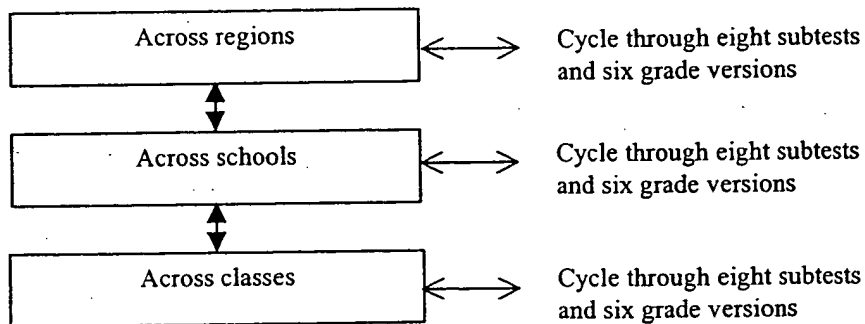 Across regions
Cycle through eight subtests
and six grade versions
Across schools
Cycle through eight subtests
and six grade versions
Across classes
Cycle through eight subtests
and six grade versions